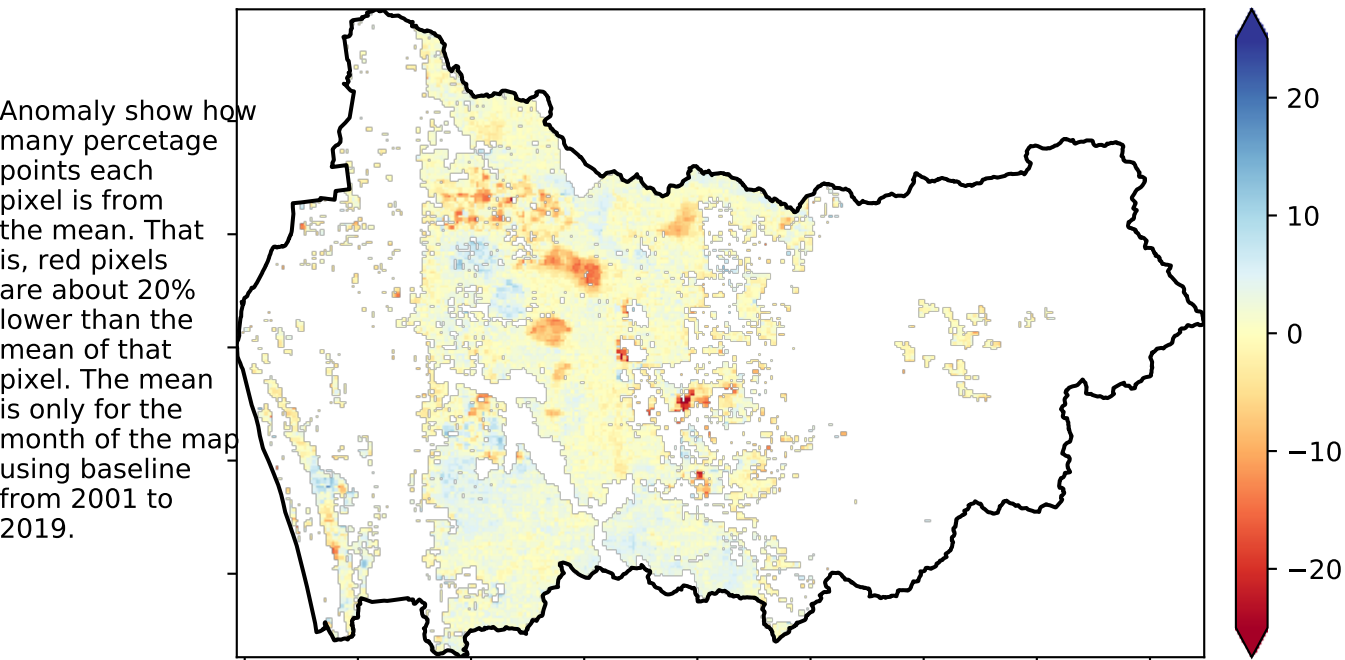 Anomaly show how
many percetage
points each
pixel is from
the mean. That
is, red pixels
are about 20%
lower than the
mean of that
pixel. The mean
is only for the
month of the map
using baseline
from 2001 to
2019.
20
10
0
−10
−20